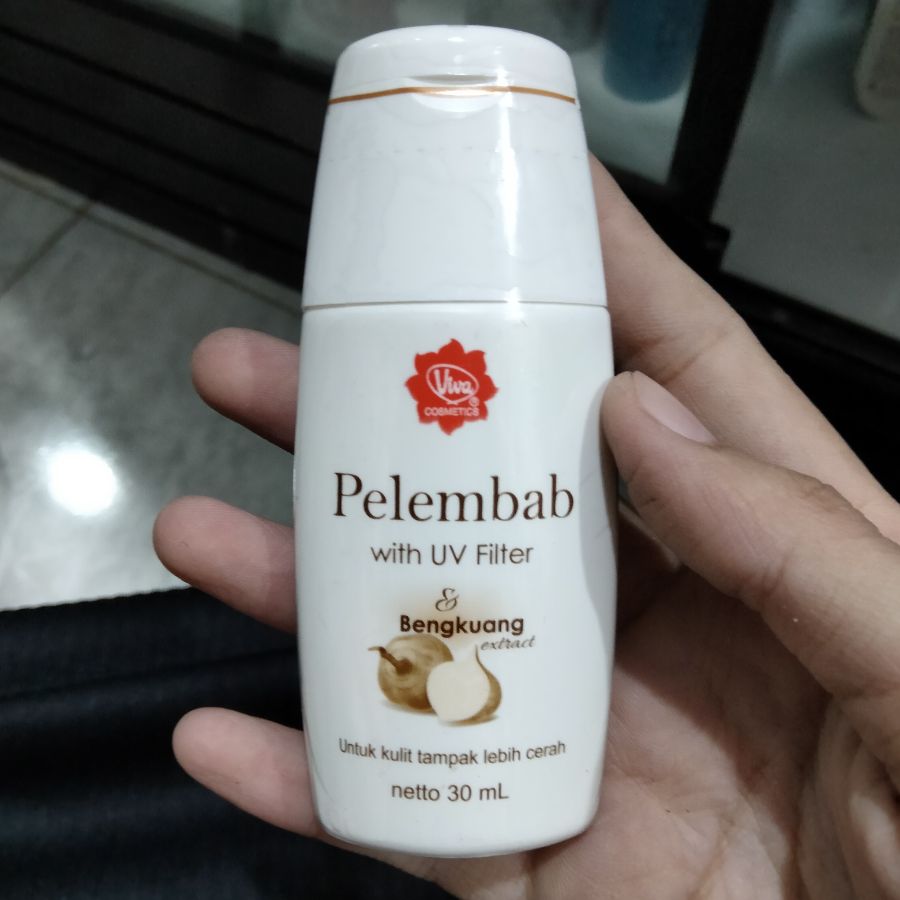 Viva
COSMETICS
Pelembab
with UV Filter
&
Bengkuang
extract
Untuk kulit tampak lebih cerah
netto 30 mL